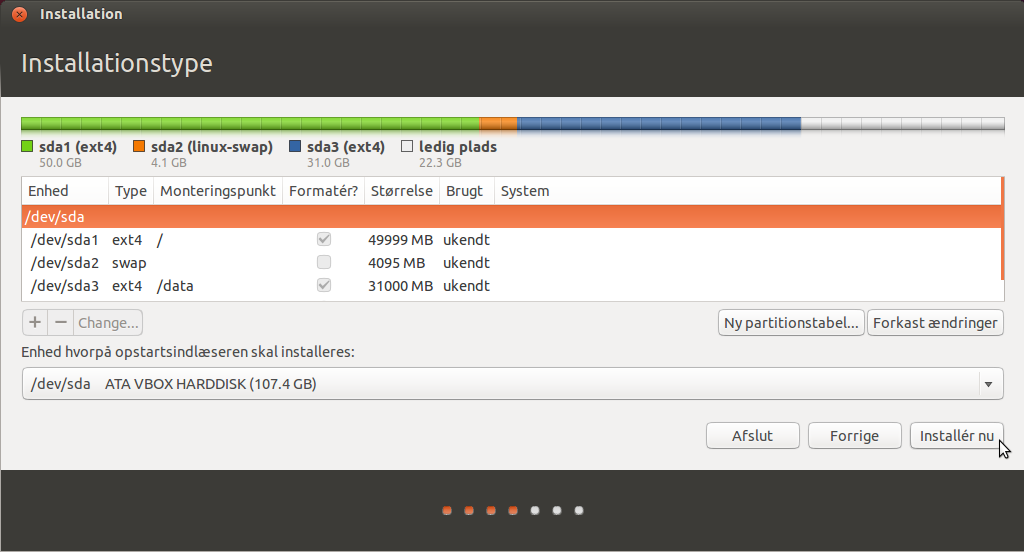 Installation
Installationstype
sda1 (ext4) sda2 (linux-swap) sda3 (ext4) ledig plads
50.0 GB 4.1 GB 31.0 GB 22.3 GB
Enhed Type Monteringspunkt Formatér? Størrelse Brugt System
/dev/sda
/dev/sda1 ext4 / 49999 MB ukendt
/dev/sda2 swap 4095 MB ukendt
/dev/sda3 ext4 /data 31000 MB ukendt
+ − Change... Ny partitionstabel... Forkast ændringer
Enhed hvorpå opstartsindlæseren skal installeres:
/dev/sda ATA VBOX HARDDISK (107.4 GB)
Afslut Forrige Installér nu